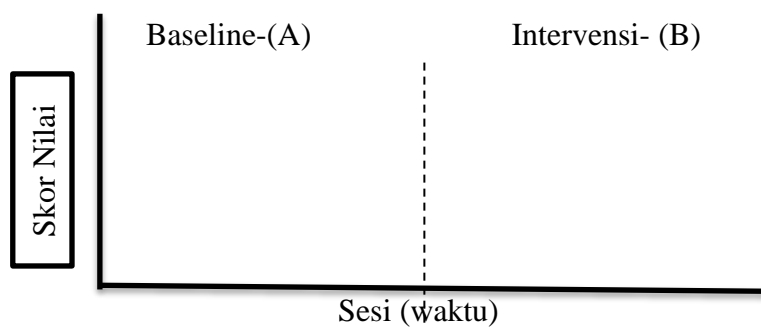 Baseline-(A) Intervensi- (B)
Skor Nilai
Sesi (waktu)